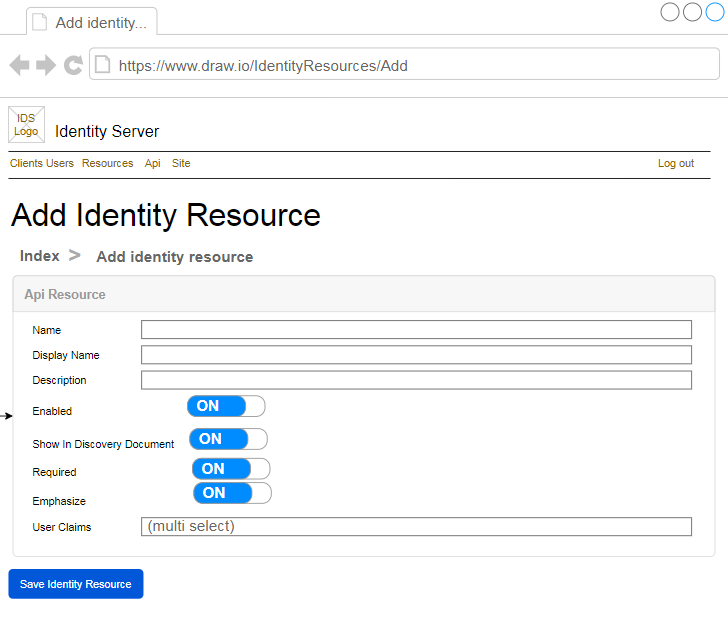 Add identity...
https://www.draw.io/IdentityResources/Add
IDS
Logo
Identity Server
Clients Users Resources Api Site Log out
Add Identity Resource
Index > Add identity resource
Api Resource
Name
Display Name
Description
Enabled ON
Show In Discovery Document ON
Required ON
Emphasize ON
User Claims (multi select)
Save Identity Resource